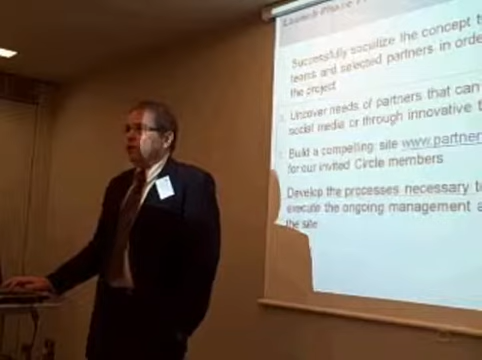 Launch Phase
Successfully socialize the concept
teams and selected partners in
the project
Uncover needs of partners that can
social media or through innovative
Build a compelling site www.partner
for our invited Circle members
Develop the processes necessary
execute the ongoing management
the site